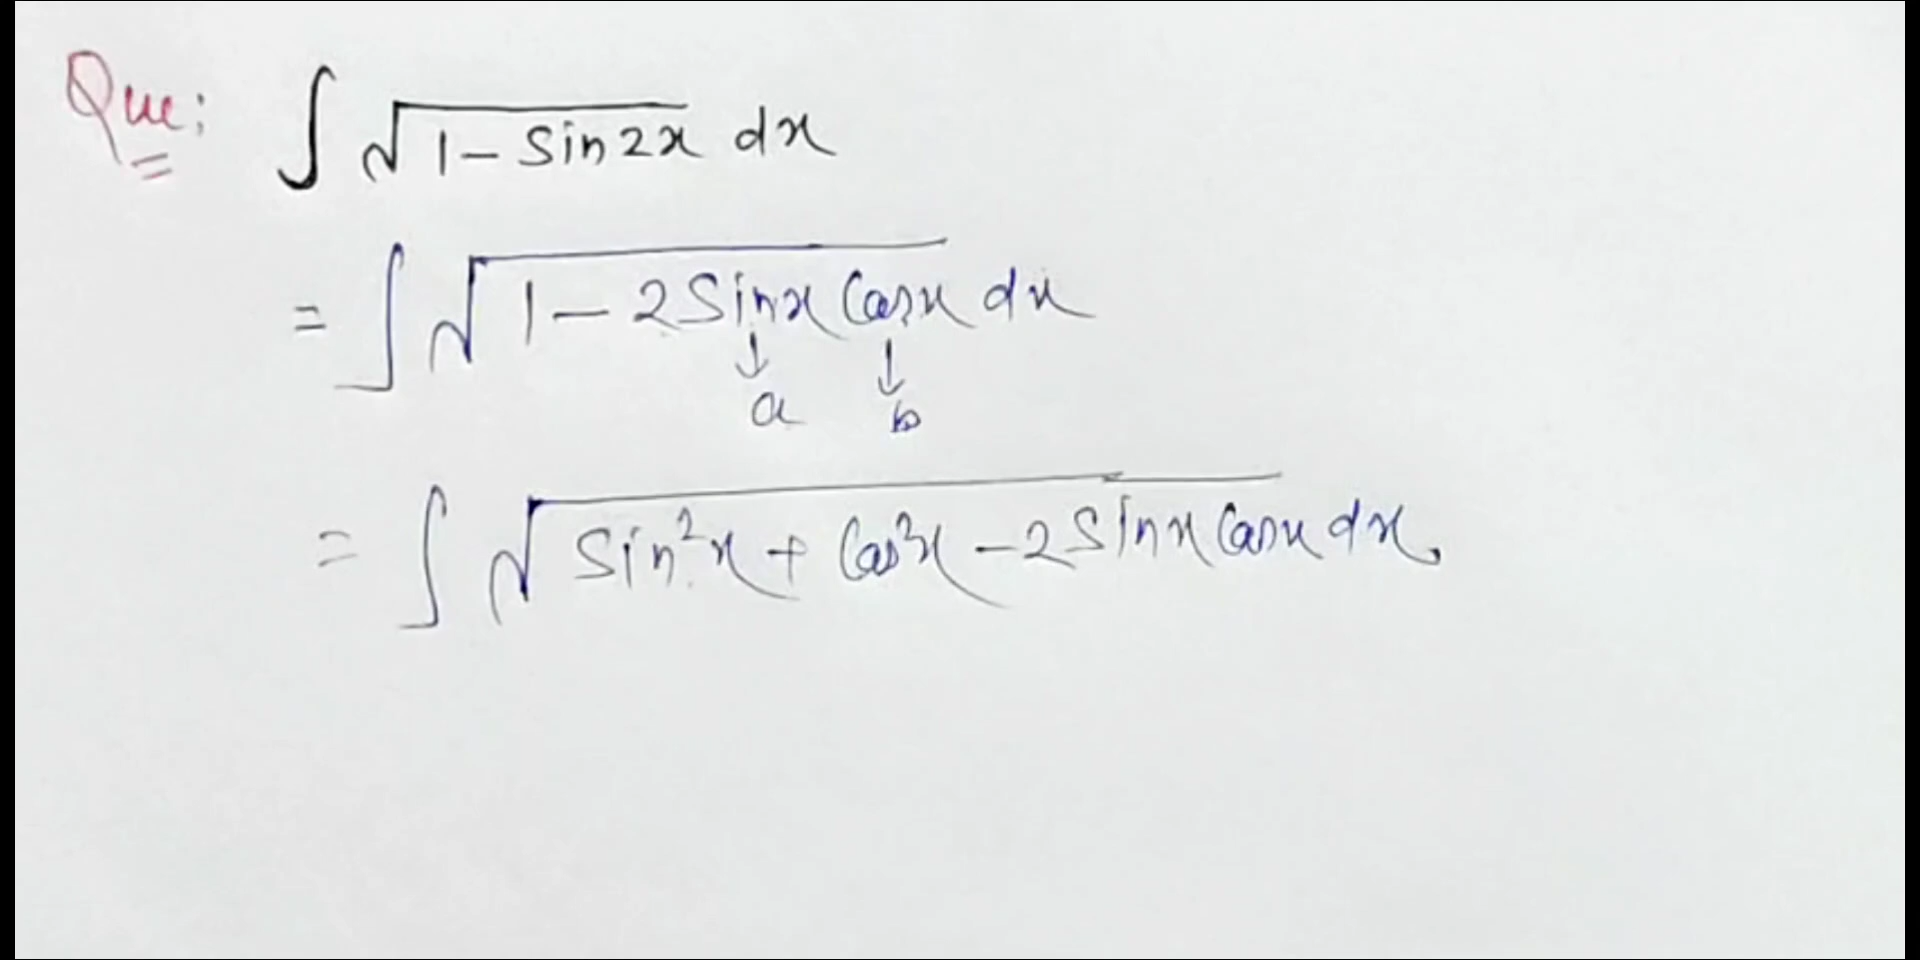 Que: ∫ √(1 - Sin2x) dx
= ∫ √(1 - 2Sinx Cosx) dx
↓ ↓
a b
= ∫ √(Sin²x + Cos²x - 2Sinx Cosx) dx.